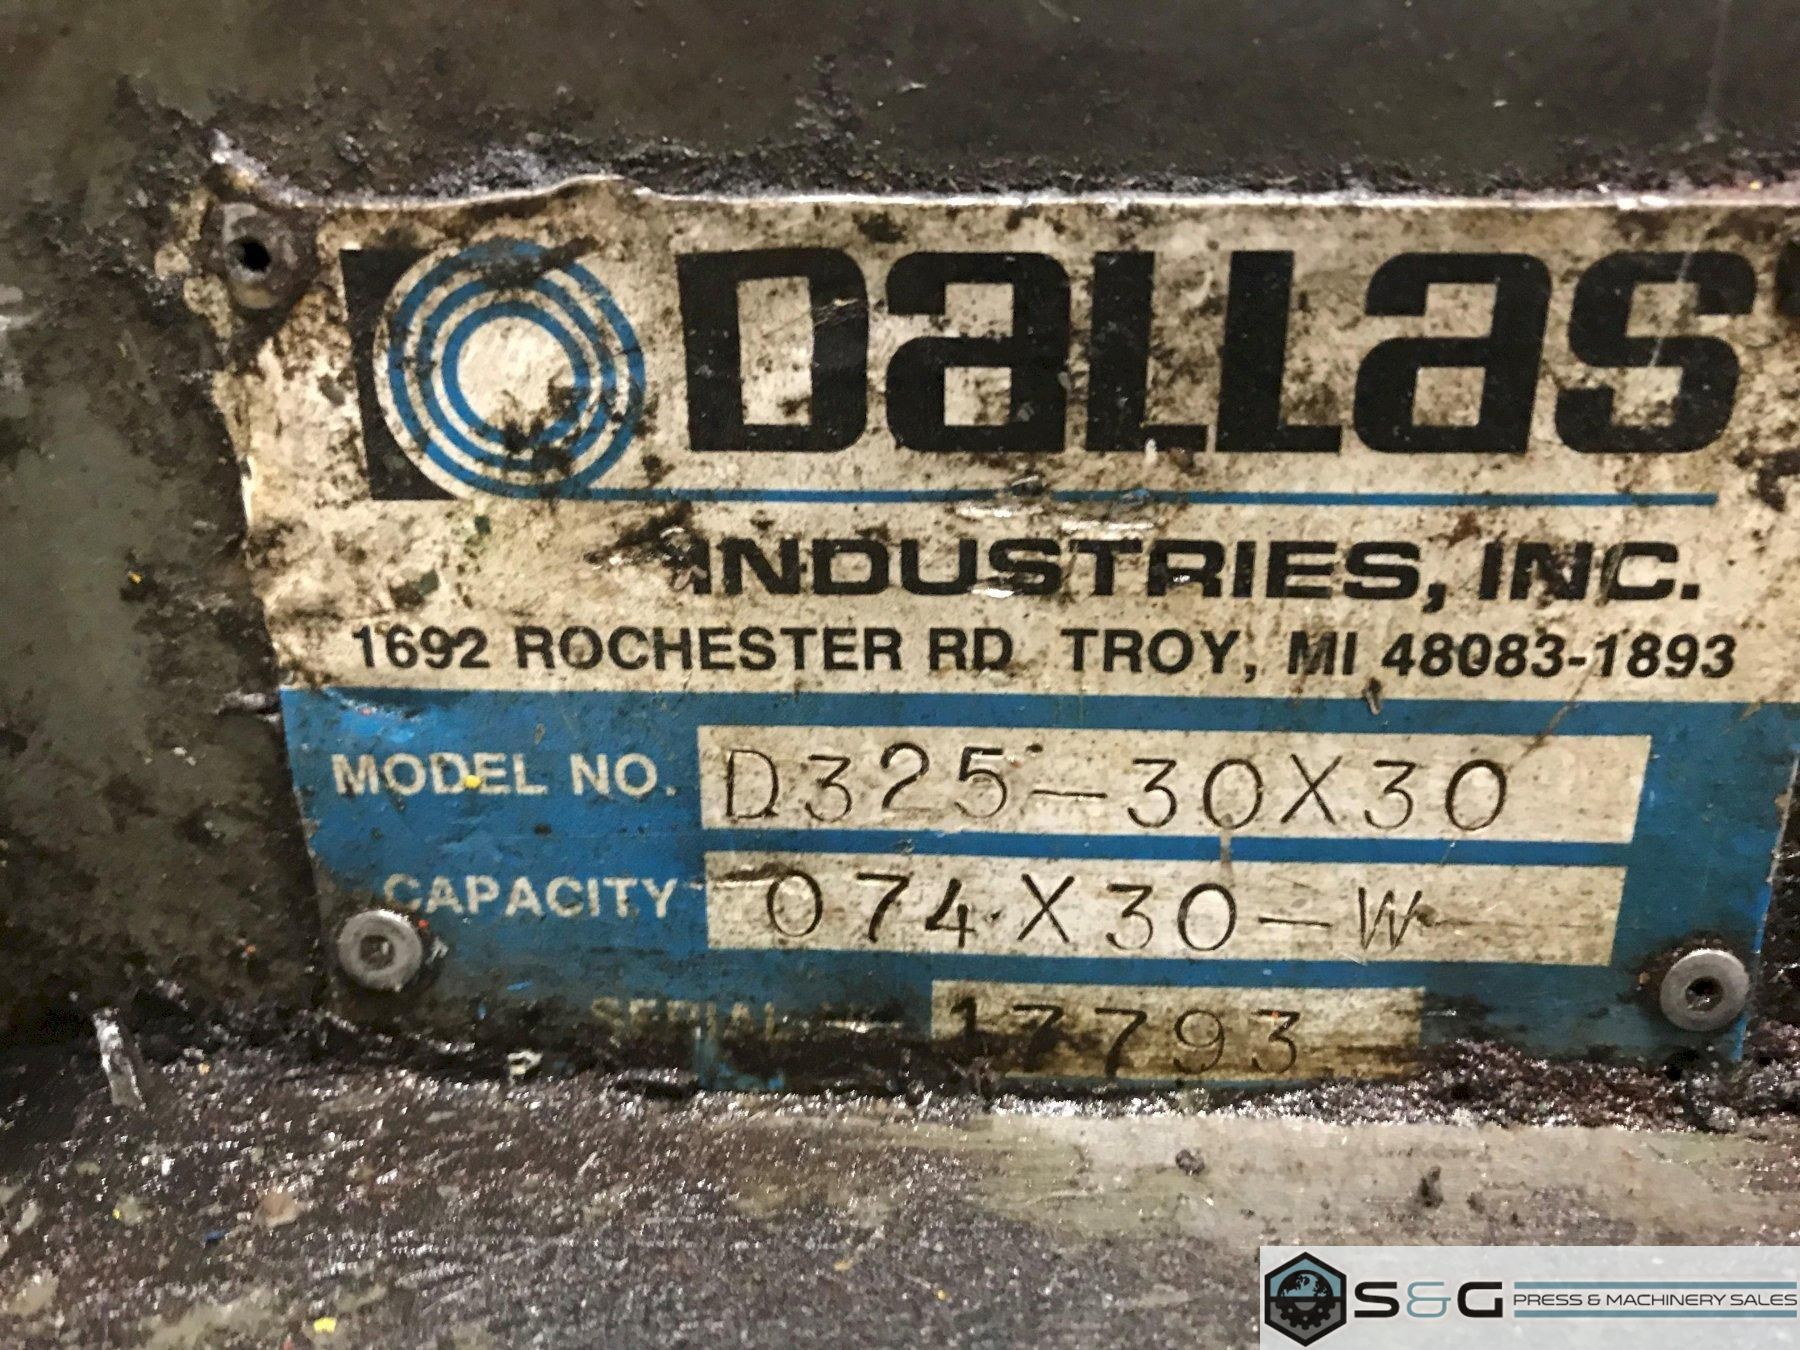 Dallas
INDUSTRIES, INC.
1692 ROCHESTER RD TROY, MI 48083-1893
MODEL NO. D325-30X30
CAPACITY 074X30-W
SERIAL 17793
S&G PRESS & MACHINERY SALES